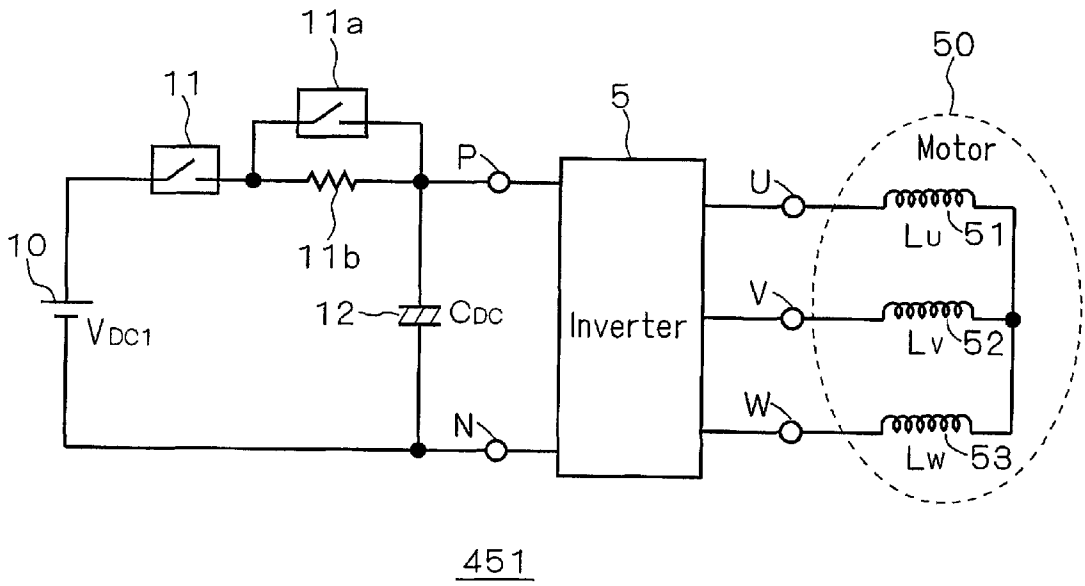 11a
50
11
5
P
Motor
U
10
11b
Lu 51
V
12
CDC
Inverter
VDC1
Lv 52
W
N
Lw 53
451